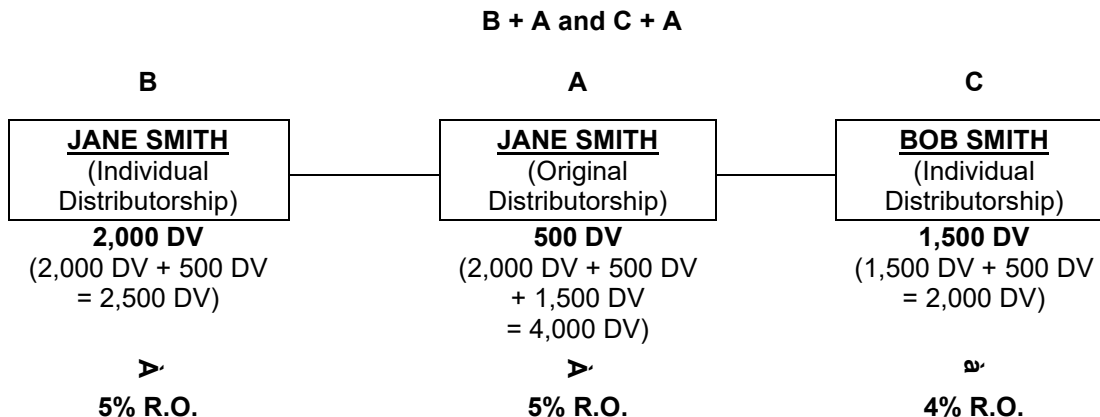 B + A and C + A
B
JANE SMITH
(Individual
Distributorship)
2,000 DV
(2,000 DV + 500 DV
= 2,500 DV)
5% R.O.
A
JANE SMITH
(Original
Distributorship)
500 DV
(2,000 DV + 500 DV
+ 1,500 DV
= 4,000 DV)
5% R.O.
C
BOB SMITH
(Individual
Distributorship)
1,500 DV
(1,500 DV + 500 DV
= 2,000 DV)
4% R.O.